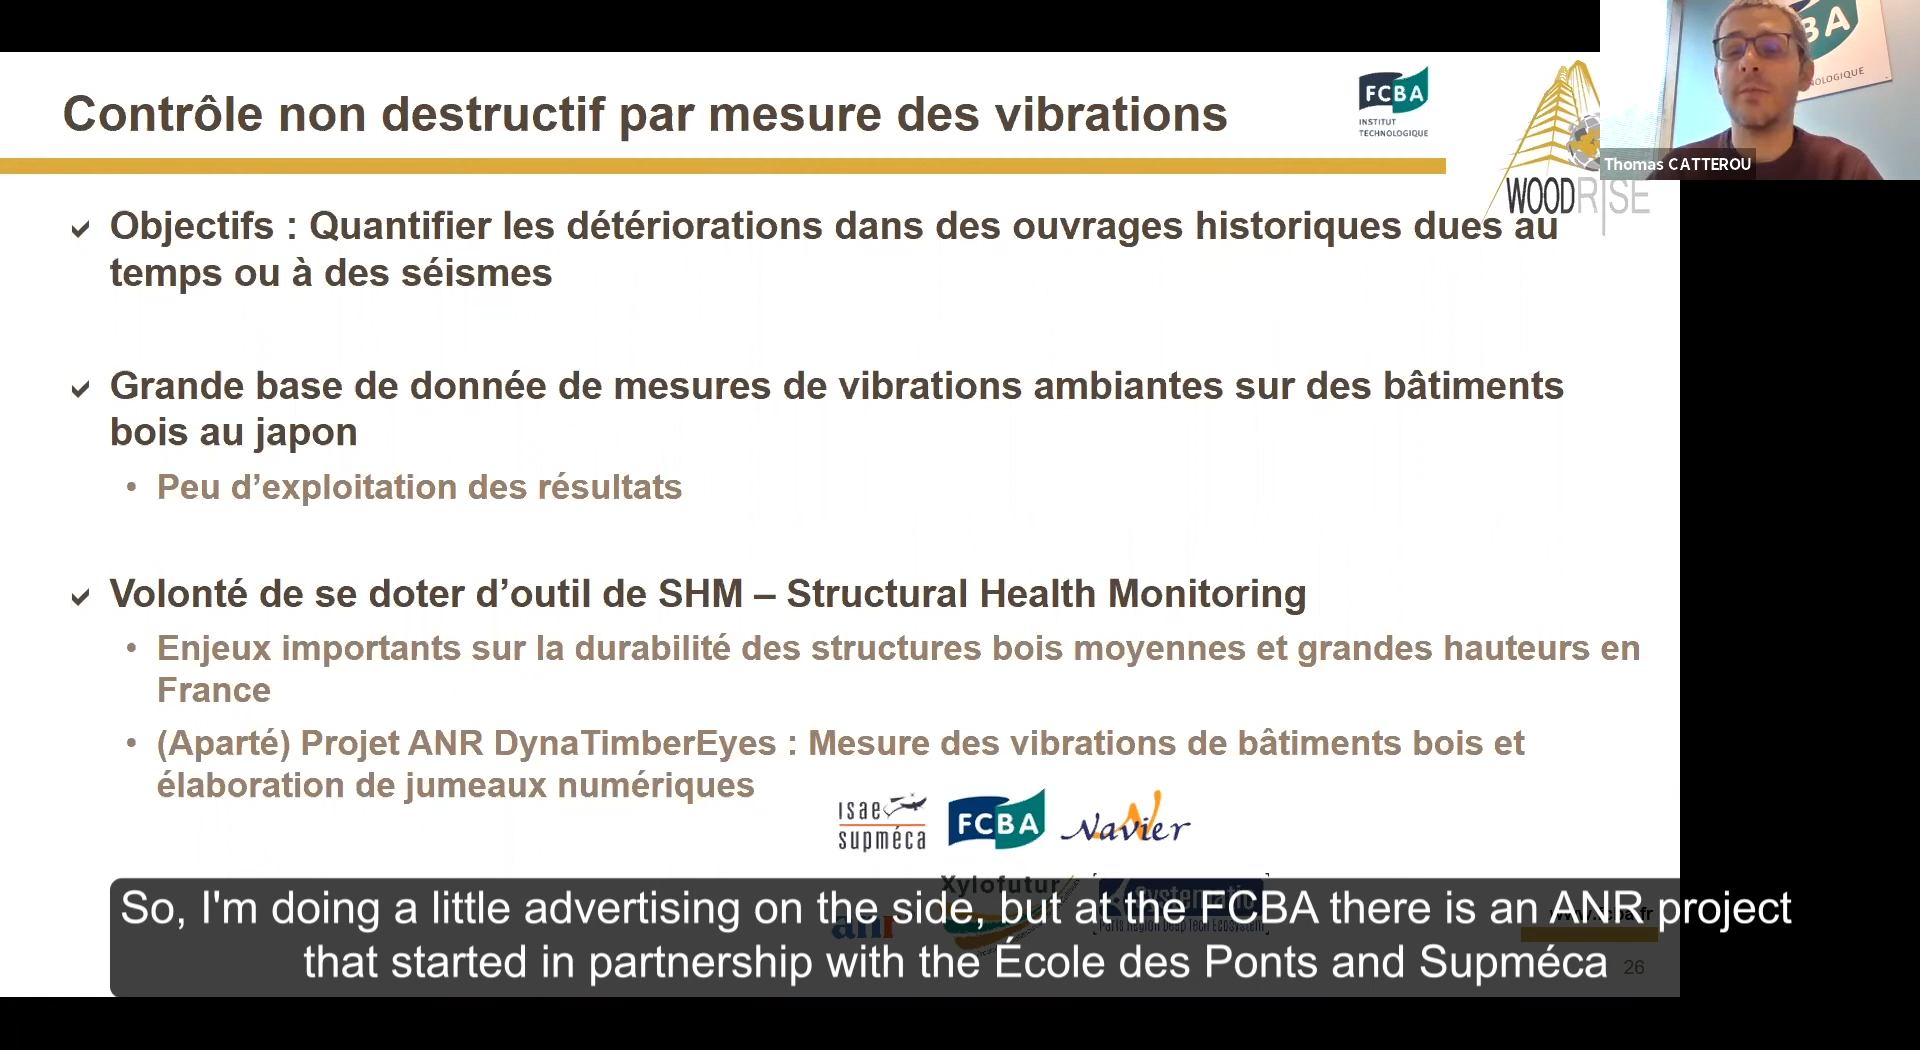 Contrôle non destructif par mesure des vibrations
FCBA
INSTITUT
TECHNOLOGIQUE
WOODRISE
BA
NOLOGIQUE
Thomas CATTEROU
Objectifs : Quantifier les détériorations dans des ouvrages historiques dues au
temps ou à des séismes
Grande base de donnée de mesures de vibrations ambiantes sur des bâtiments
bois au japon
• Peu d’exploitation des résultats
Volonté de se doter d’outil de SHM – Structural Health Monitoring
• Enjeux importants sur la durabilité des structures bois moyennes et grandes hauteurs en
France
• (Aparté) Projet ANR DynaTimberEyes : Mesure des vibrations de bâtiments bois et
élaboration de jumeaux numériques
isae
supméca
FCBA
Navier
Xylofutur
anr
So, I'm doing a little advertising on the side, but at the FCBA there is an ANR project
that started in partnership with the École des Ponts and Supméca
26